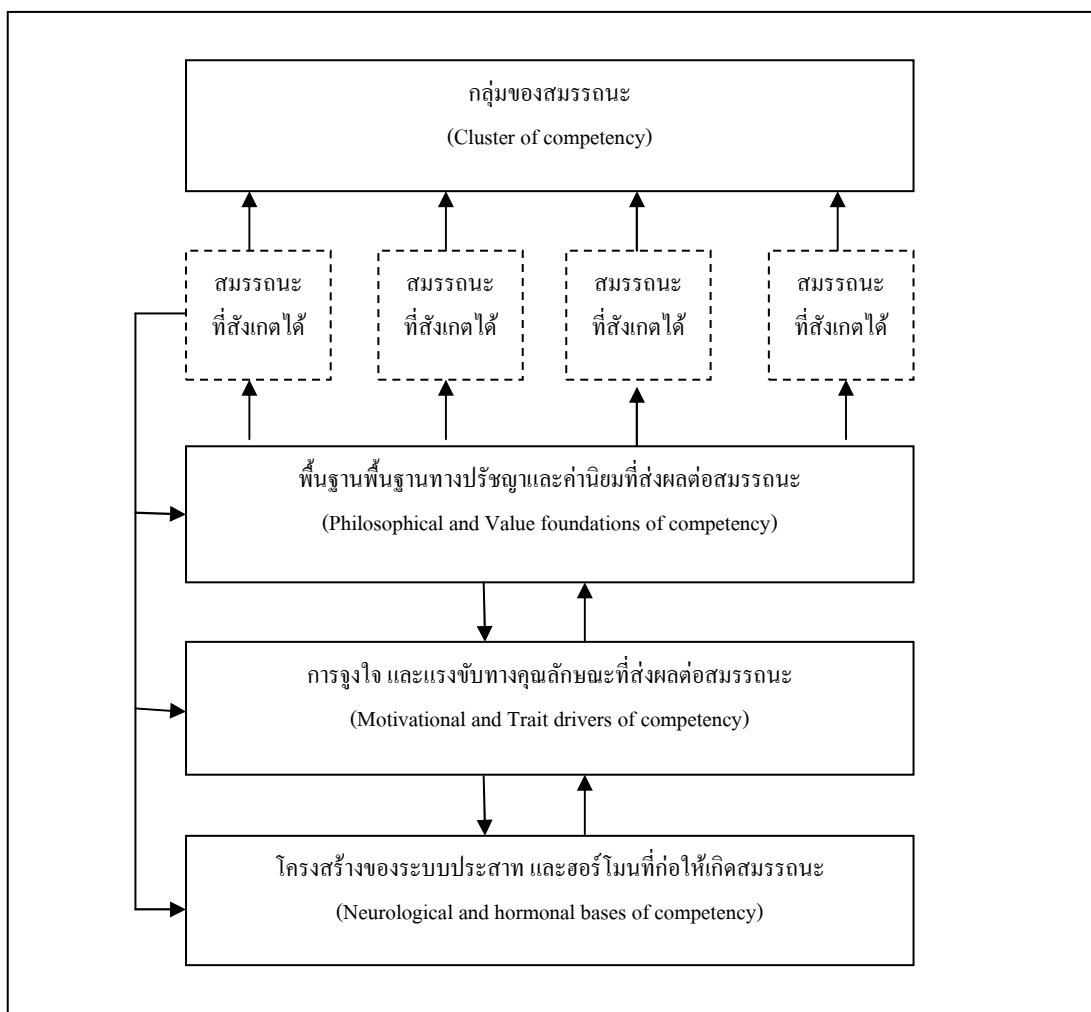 กลุ่มของสมรรถนะ
(Cluster of competency)
สมรรถนะ
ที่สังเกตได้
สมรรถนะ
ที่สังเกตได้
สมรรถนะ
ที่สังเกตได้
สมรรถนะ
ที่สังเกตได้
พื้นฐานพื้นฐานทางปรัชญาและค่านิยมที่ส่งผลต่อสมรรถนะ
(Philosophical and Value foundations of competency)
การจูงใจ และแรงขับทางคุณลักษณะที่ส่งผลต่อสมรรถนะ
(Motivational and Trait drivers of competency)
โครงสร้างของระบบประสาท และฮอร์โมนที่ก่อให้เกิดสมรรถนะ
(Neurological and hormonal bases of competency)